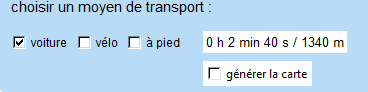 choisir un moyen de transport :
voiture vélo à pied 0 h 2 min 40 s / 1340 m
générer la carte